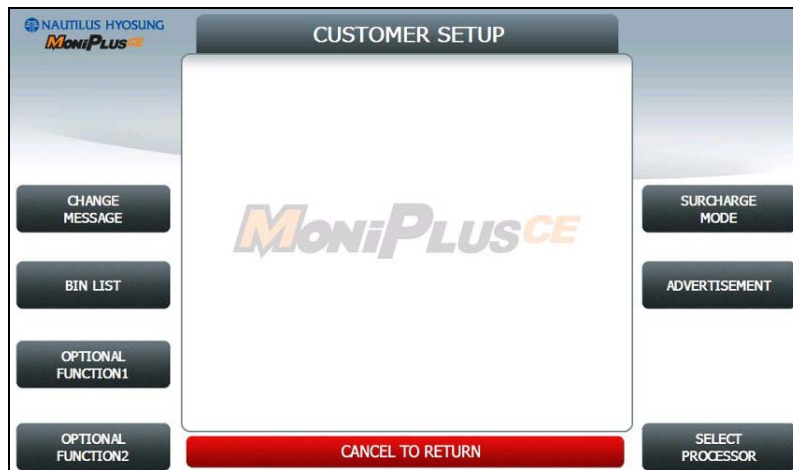 NAUTILUS HYOSUNG
MONiPLUSCE
CUSTOMER SETUP
CHANGE
MESSAGE
BIN LIST
OPTIONAL
FUNCTION1
OPTIONAL
FUNCTION2
MONiPLUSCE
SURCHARGE
MODE
ADVERTISEMENT
SELECT
PROCESSOR
CANCEL TO RETURN